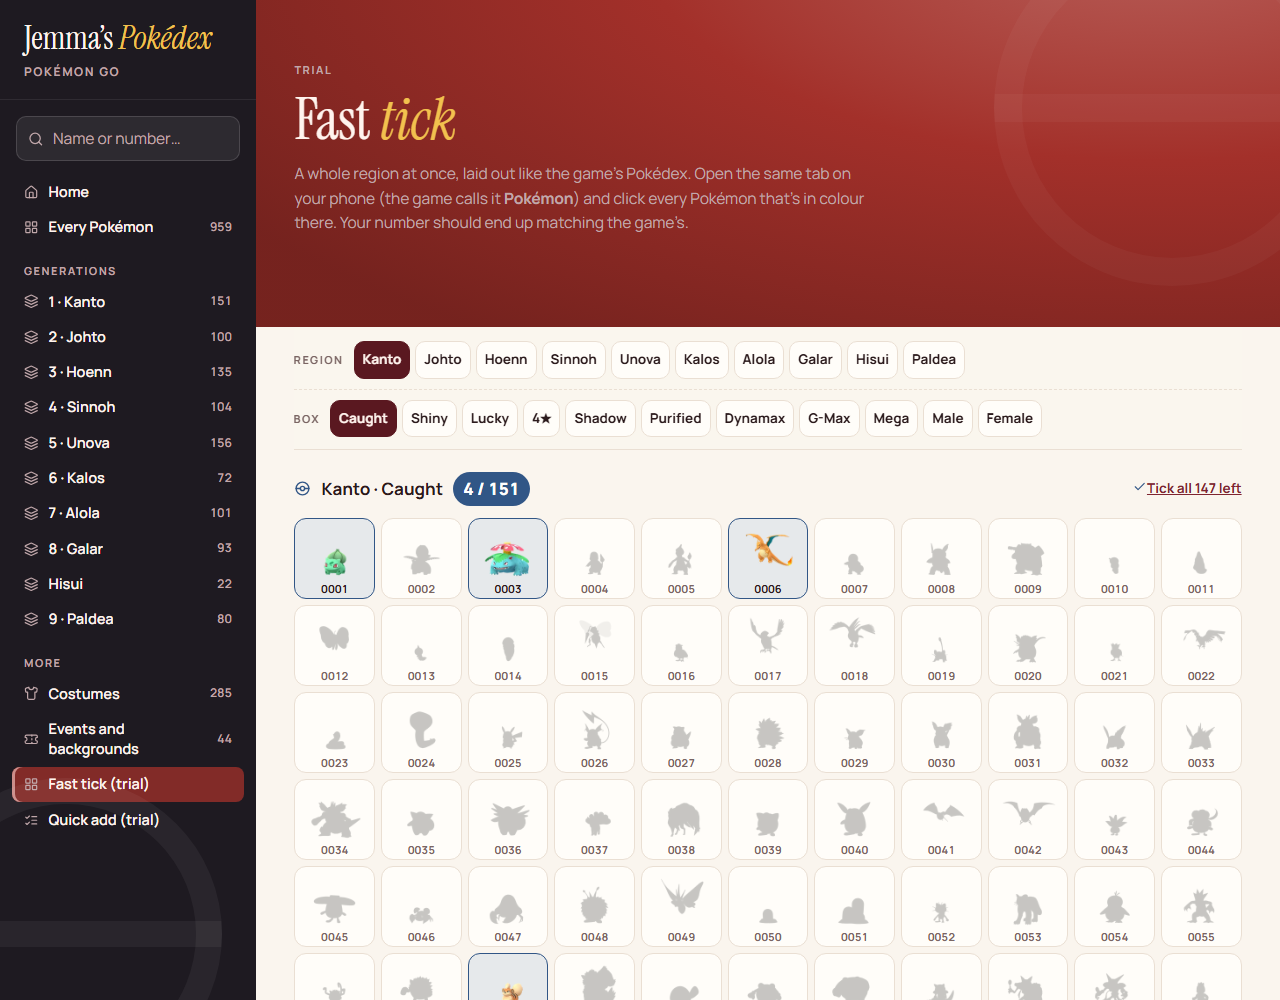 Jemma's Pokédex
POKÉMON GO
Name or number...
Home
Every Pokémon 959
GENERATIONS
1 · Kanto 151
2 · Johto 100
3 · Hoenn 135
4 · Sinnoh 104
5 · Unova 156
6 · Kalos 72
7 · Alola 101
8 · Galar 93
Hisui 22
9 · Paldea 80
MORE
Costumes 285
Events and
backgrounds 44
Fast tick (trial)
Quick add (trial)
TRIAL
Fast tick
A whole region at once, laid out like the game's Pokédex. Open the same tab on
your phone (the game calls it Pokémon) and click every Pokémon that's in colour
there. Your number should end up matching the game's.
REGION Kanto Johto Hoenn Sinnoh Unova Kalos Alola Galar Hisui Paldea
BOX Caught Shiny Lucky 4★ Shadow Purified Dynamax G-Max Mega Male Female
Kanto · Caught 4 / 151 Tick all 147 left
0001 0002 0003 0004 0005 0006 0007 0008 0009 0010 0011
0012 0013 0014 0015 0016 0017 0018 0019 0020 0021 0022
0023 0024 0025 0026 0027 0028 0029 0030 0031 0032 0033
0034 0035 0036 0037 0038 0039 0040 0041 0042 0043 0044
0045 0046 0047 0048 0049 0050 0051 0052 0053 0054 0055